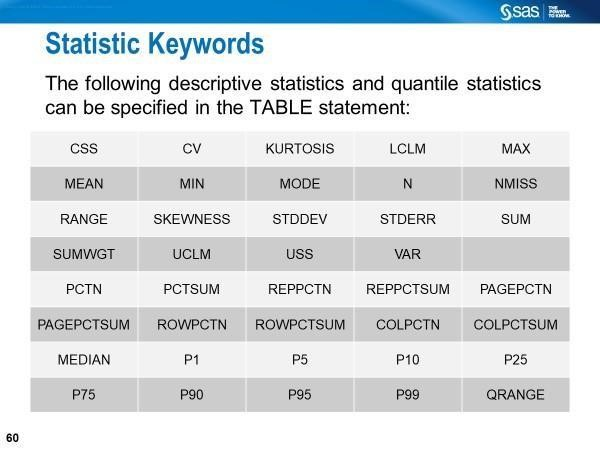 sas THE POWER TO KNOW.
Statistic Keywords
The following descriptive statistics and quantile statistics
can be specified in the TABLE statement:
CSS CV KURTOSIS LCLM MAX
MEAN MIN MODE N NMISS
RANGE SKEWNESS STDDEV STDERR SUM
SUMWGT UCLM USS VAR
PCTN PCTSUM REPPCTN REPPCTSUM PAGEPCTN
PAGEPCTSUM ROWPCTN ROWPCTSUM COLPCTN COLPCTSUM
MEDIAN P1 P5 P10 P25
P75 P90 P95 P99 QRANGE
60